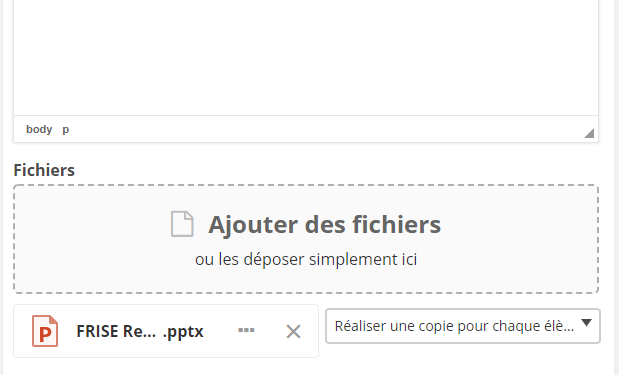 body p
Fichiers
Ajouter des fichiers
ou les déposer simplement ici
P FRISE Re... .pptx ••• Réaliser une copie pour chaque élè...